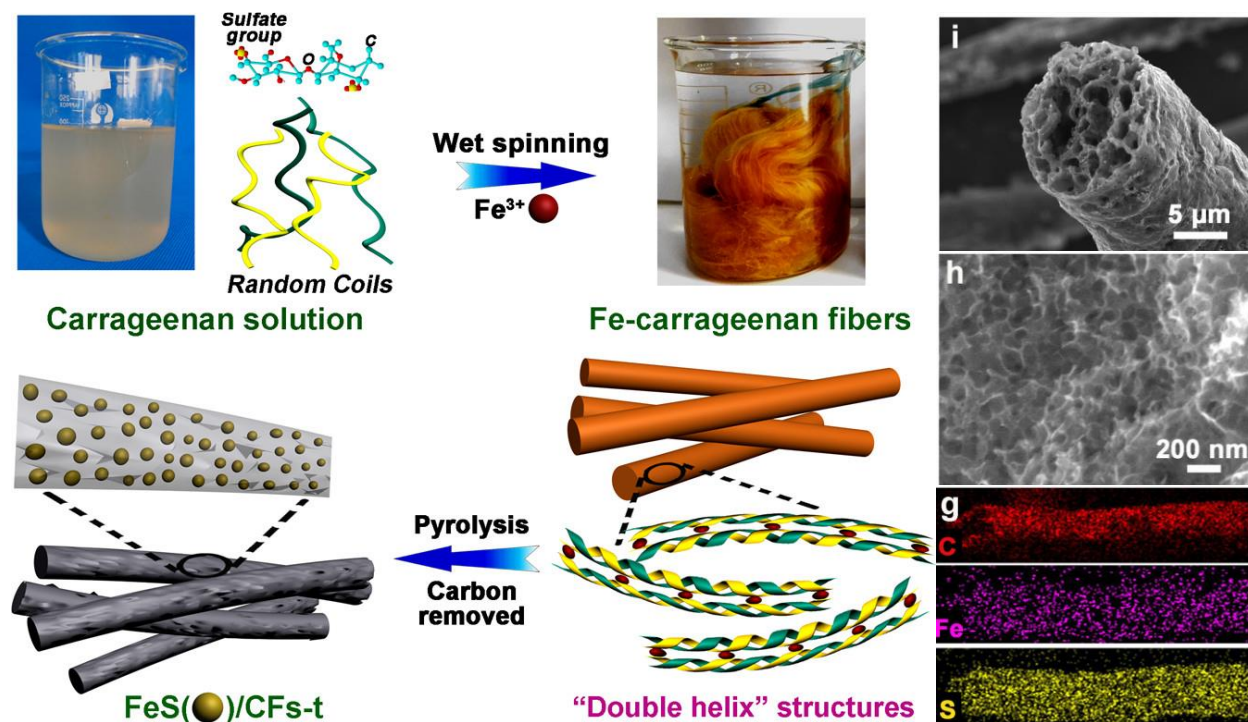 Sulfate
group
C
O
Random Coils
Carrageenan solution
Wet spinning
Fe³⁺
Fe-carrageenan fibers
Pyrolysis
Carbon
removed
FeS( )/CFs-t
“Double helix” structures
i
5 μm
h
200 nm
g
C
Fe
S